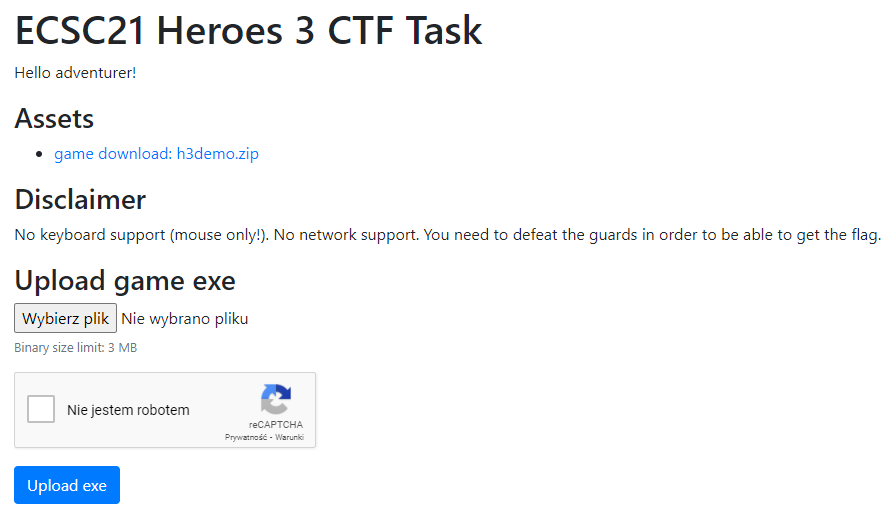 ECSC21 Heroes 3 CTF Task
Hello adventurer!
Assets
game download: h3demo.zip
Disclaimer
No keyboard support (mouse only!). No network support. You need to defeat the guards in order to be able to get the flag.
Upload game exe
Wybierz plik Nie wybrano pliku
Binary size limit: 3 MB
Nie jestem robotem
reCAPTCHA
Prywatność - Warunki
Upload exe